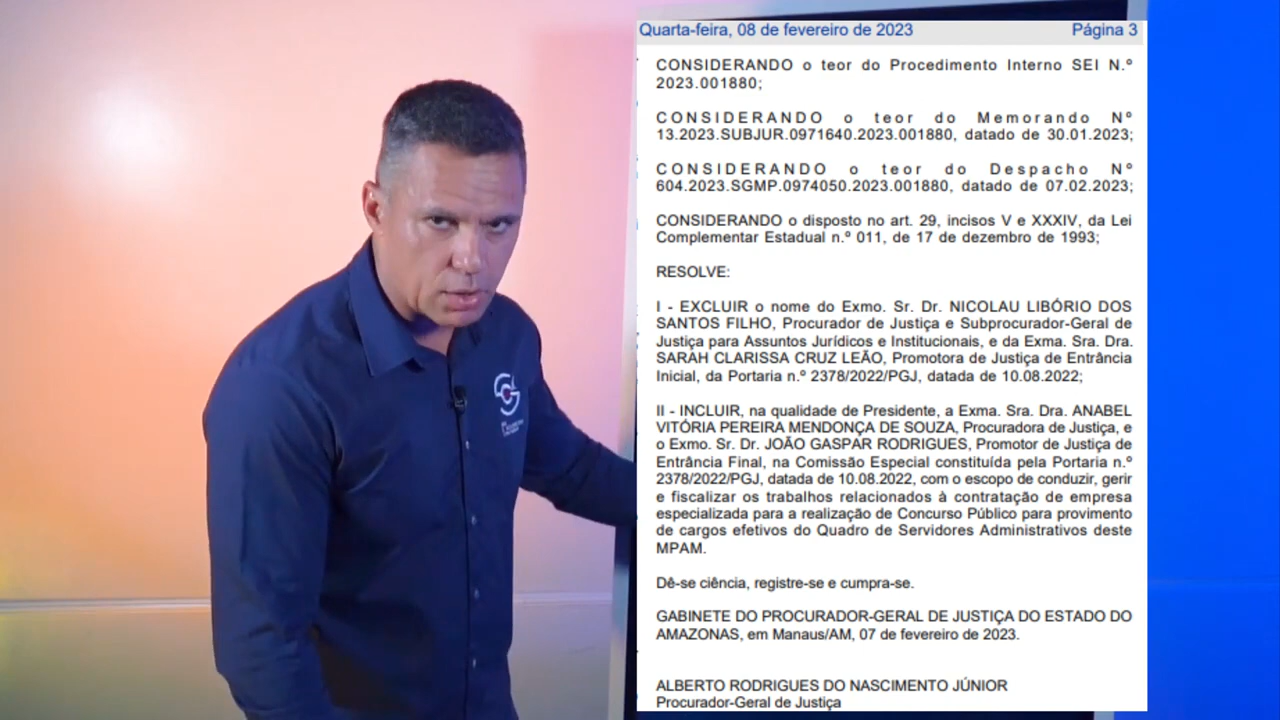 Quarta-feira, 08 de fevereiro de 2023 Página 3
CONSIDERANDO o teor do Procedimento Interno SEI N.º
2023.001880;
CONSIDERANDO o teor do Memorando Nº
13.2023.SUBJUR.0971640.2023.001880, datado de 30.01.2023;
CONSIDERANDO o teor do Despacho Nº
604.2023.SGMP.0974050.2023.001880, datado de 07.02.2023;
CONSIDERANDO o disposto no art. 29, incisos V e XXXIV, da Lei
Complementar Estadual n.º 011, de 17 de dezembro de 1993;
RESOLVE:
I - EXCLUIR o nome do Exmo. Sr. Dr. NICOLAU LIBÓRIO DOS
SANTOS FILHO, Procurador de Justiça e Subprocurador-Geral de
Justiça para Assuntos Jurídicos e Institucionais, e da Exma. Sra. Dra.
SARAH CLARISSA CRUZ LEÃO, Promotora de Justiça de Entrância
Inicial, da Portaria n.º 2378/2022/PGJ, datada de 10.08.2022;
II - INCLUIR, na qualidade de Presidente, a Exma. Sra. Dra. ANABEL
VITÓRIA PEREIRA MENDONÇA DE SOUZA, Procuradora de Justiça, e
o Exmo. Sr. Dr. JOÃO GASPAR RODRIGUES, Promotor de Justiça de
Entrância Final, na Comissão Especial constituída pela Portaria n.º
2378/2022/PGJ, datada de 10.08.2022, com o escopo de conduzir, gerir
e fiscalizar os trabalhos relacionados à contratação de empresa
especializada para a realização de Concurso Público para provimento
de cargos efetivos do Quadro de Servidores Administrativos deste
MPAM.
Dê-se ciência, registre-se e cumpra-se.
GABINETE DO PROCURADOR-GERAL DE JUSTIÇA DO ESTADO DO
AMAZONAS, em Manaus/AM, 07 de fevereiro de 2023.
ALBERTO RODRIGUES DO NASCIMENTO JÚNIOR
Procurador-Geral de Justiça